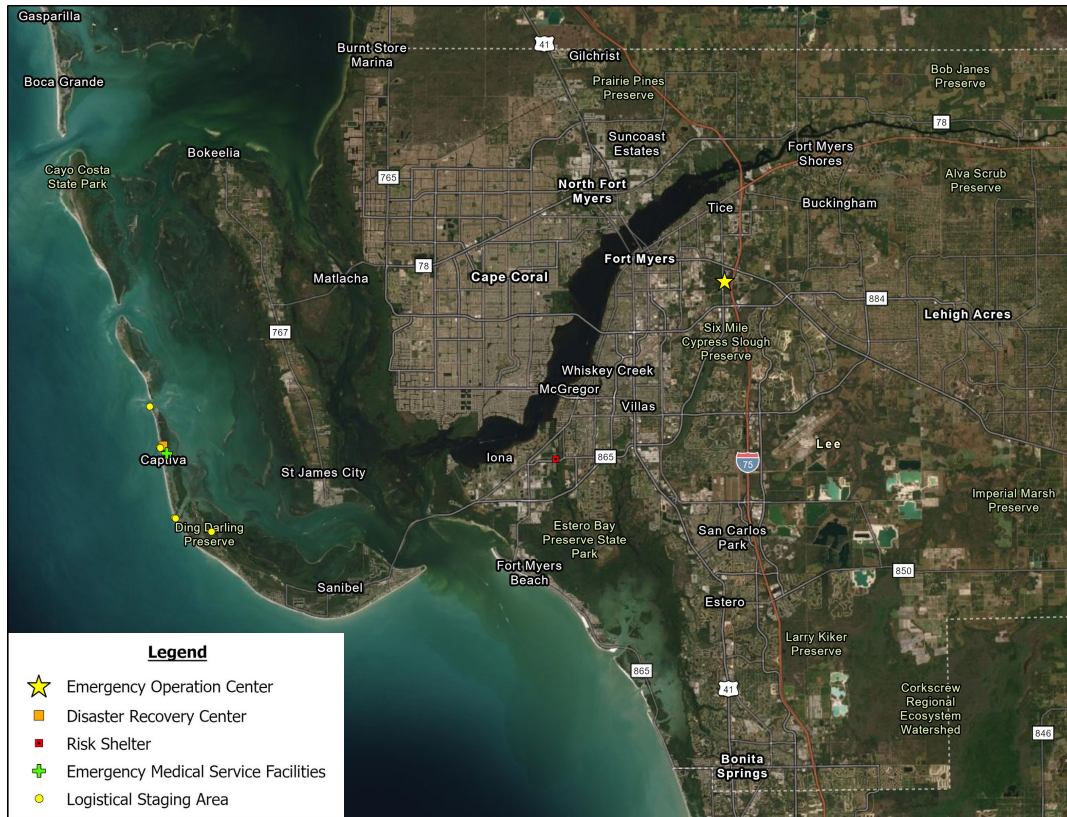 Gasparilla
Boca Grande
Burnt Store
Marina
41
Gilchrist
Prairie Pines
Preserve
Bob Janes
Preserve
78
Suncoast
Estates
Fort Myers
Shores
Bokeelia
Cayo Costa
State Park
765
North Fort
Myers
Alva Scrub
Preserve
Tice
Buckingham
Matlacha
78
Cape Coral
Fort Myers
884
Lehigh Acres
767
Six Mile
Cypress Slough
Preserve
Whiskey Creek
McGregor
Villas
Lee
Captiva
St James City
Iona
865
75
Imperial Marsh
Preserve
Ding Darling
Preserve
Estero Bay
Preserve State
Park
San Carlos
Park
Fort Myers
Beach
850
Sanibel
Estero
Larry Kiker
Preserve
865
41
Corkscrew
Regional
Ecosystem
Watershed
846
Bonita
Springs
Legend
Emergency Operation Center
Disaster Recovery Center
Risk Shelter
Emergency Medical Service Facilities
Logistical Staging Area